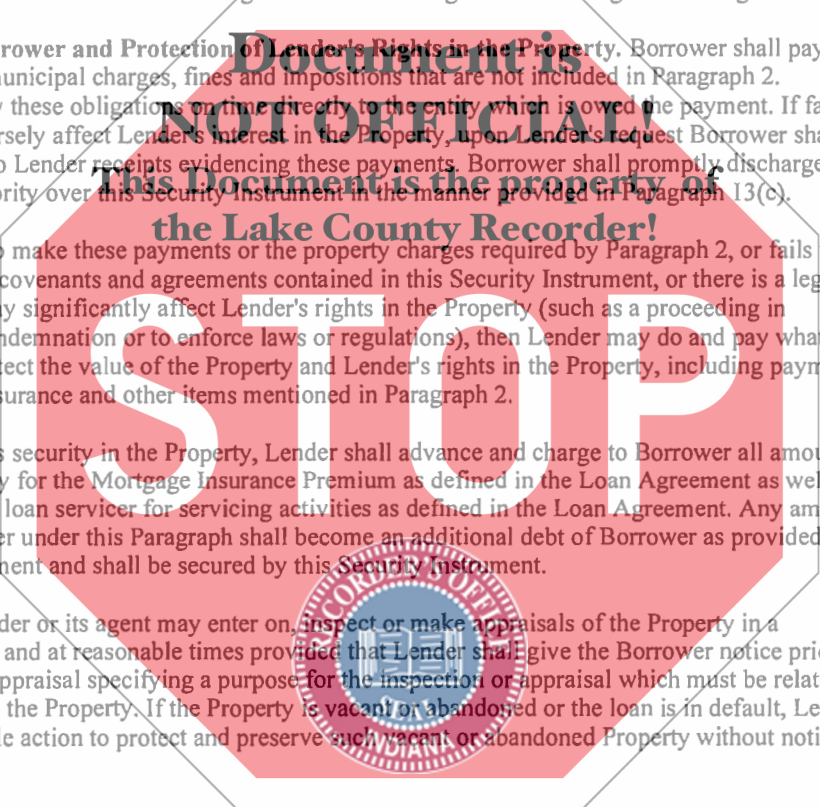 rower and Protection of Lender's Rights in the Property. Borrower shall pay
unicipal charges, fines and impositions that are not included in Paragraph 2.
these obligations on time directly to the entity which is owed the payment. If fa
rsely affect Lender's interest in the Property, upon Lender's request Borrower sha
Lender receipts evidencing these payments. Borrower shall promptly discharge
ority over this Security Instrument in the manner provided in Paragraph 13(c).
Document is
NOT OFFICIAL!
This Document is the property of
the Lake County Recorder!
make these payments or the property charges required by Paragraph 2, or fails
covenants and agreements contained in this Security Instrument, or there is a leg
y significantly affect Lender's rights in the Property (such as a proceeding in
ndemnation or to enforce laws or regulations), then Lender may do and pay what
tect the value of the Property and Lender's rights in the Property, including paym
surance and other items mentioned in Paragraph 2.
STOP
s security in the Property, Lender shall advance and charge to Borrower all amou
y for the Mortgage Insurance Premium as defined in the Loan Agreement as wel
loan servicer for servicing activities as defined in the Loan Agreement. Any am
er under this Paragraph shall become an additional debt of Borrower as provided
ment and shall be secured by this Security Instrument.
RECORDER'S OFFICE
INDIANA
der or its agent may enter on, inspect or make appraisals of the Property in a
and at reasonable times provided that Lender shall give the Borrower notice prio
ppraisal specifying a purpose for the inspection or appraisal which must be relat
the Property. If the Property is vacant or abandoned or the loan is in default, Le
le action to protect and preserve such vacant or abandoned Property without noti